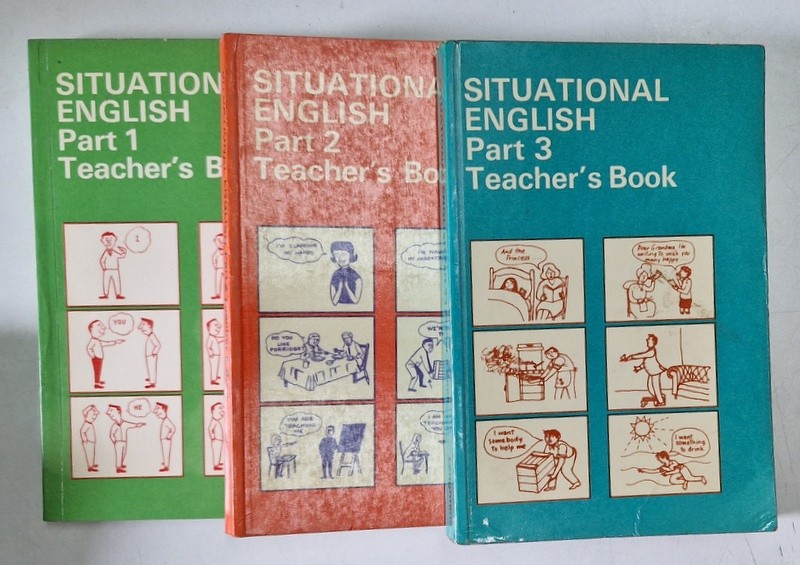 SITUATION
ENGLISH
Part 1
Teacher's B
I
YOU
HE
SITUATIONA
ENGLISH
Part 2
Teacher's Bo
I'M CLAPPING
MY HANDS
DO YOU
LIKE
PORRIDGE?
YOU ARE
TEACHING
ME
SITUATIONAL
ENGLISH
Part 3
Teacher's Book
And the
Princess
Dear Grandma I'm
writing to wish you
many happy
I want
somebody
to help me
I want
something
to drink